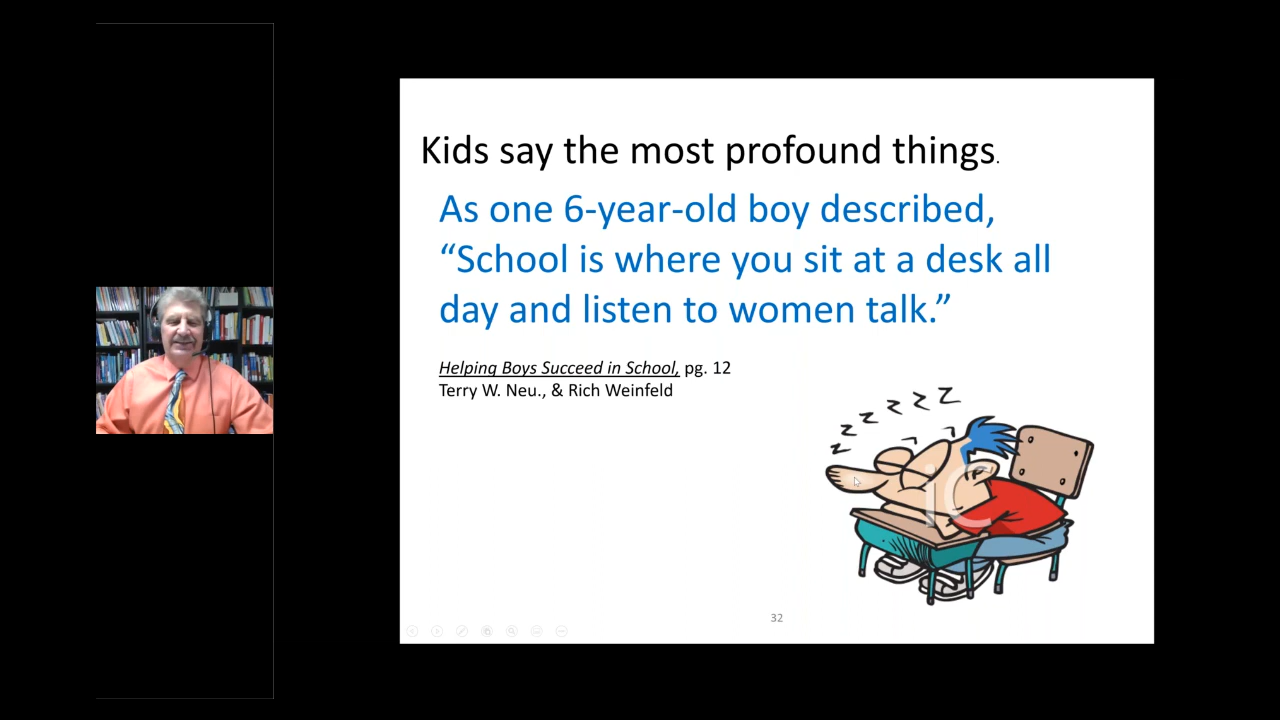 Kids say the most profound things.
As one 6-year-old boy described,
“School is where you sit at a desk all
day and listen to women talk.”
Helping Boys Succeed in School, pg. 12
Terry W. Neu., & Rich Weinfeld
z z z z z z
iC
32